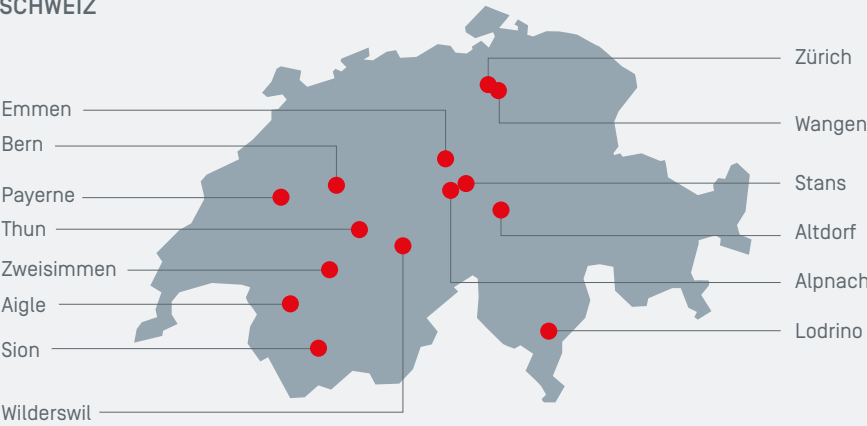 SCHWEIZ
Emmen
Bern
Payerne
Thun
Zweisimmen
Aigle
Sion
Wilderswil
Zürich
Wangen
Stans
Altdorf
Alpnach
Lodrino